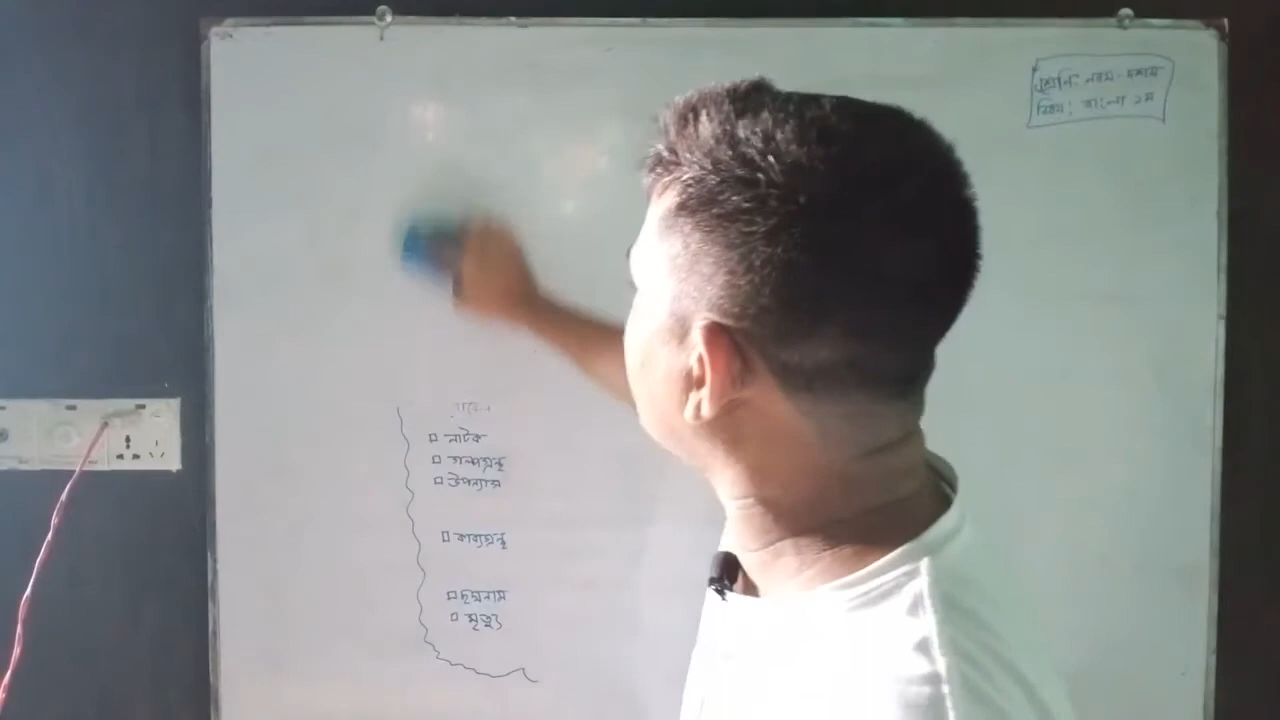 শ্রেণি: নবম-দশম
বিষয়: বাংলা ১ম
নাটক
গল্পগ্রন্থ
উপন্যাস
কাব্যগ্রন্থ
ছদ্মনাম
মৃত্যু